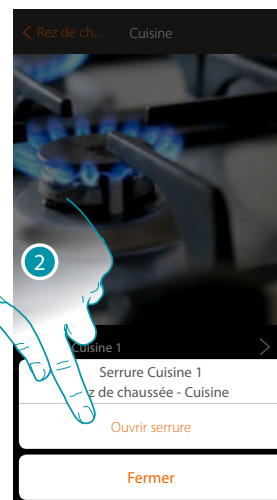 < Rez de ch... Cuisine
2
Cuisine 1 >
Serrure Cuisine 1
z de chaussée - Cuisine
Ouvrir serrure
Fermer